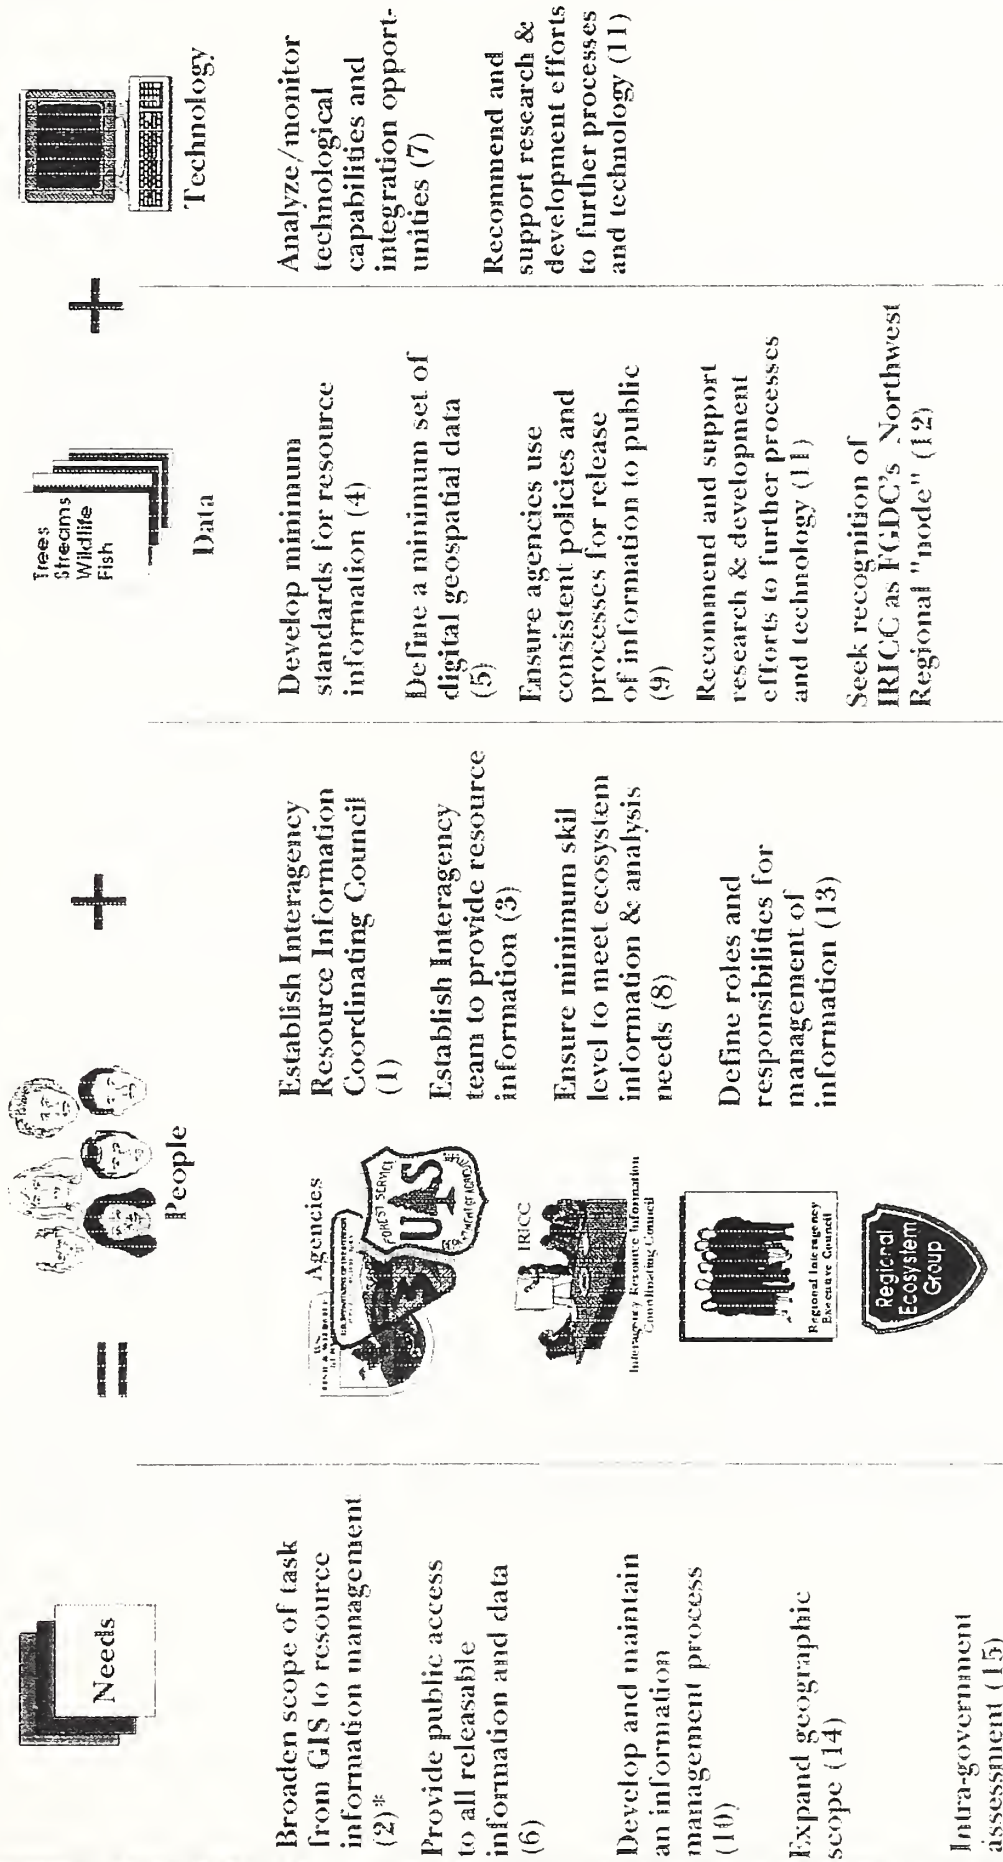 Needs
Broaden scope of task
from GIS to resource
information management
(2)*
Provide public access
to all releasable
information and data
(6)
Develop and maintain
an information
management process
(10)
Expand geographic
scope (14)
Intra-government
assessment (15)
=
People
Agencies
FOREST SERVICE
UAS
IRICC
Interagency Resource Information
Coordinating Council
Regional Interagency
Executive Council
Regional
Ecosystem
Group
Establish Interagency
Resource Information
Coordinating Council
(1)
Establish Interagency
team to provide resource
information (3)
Ensure minimum skil
level to meet ecosystem
information & analysis
needs (8)
Define roles and
responsibilities for
management of
information (13)
+
Trees
Streams
Wildlife
Fish
Data
Develop minimum
standards for resource
information (4)
Define a minimum set of
digital geospatial data
(5)
Ensure agencies use
consistent policies and
processes for release
of information to public
(9)
Recommend and support
research & development
efforts to further processes
and technology (11)
Seek recognition of
IRICC as FGDC's Northwest
Regional "node" (12)
+
Technology
Analyze/monitor
technological
capabilities and
integration opport-
unities (7)
Recommend and
support research &
development efforts
to further processes
and technology (11)